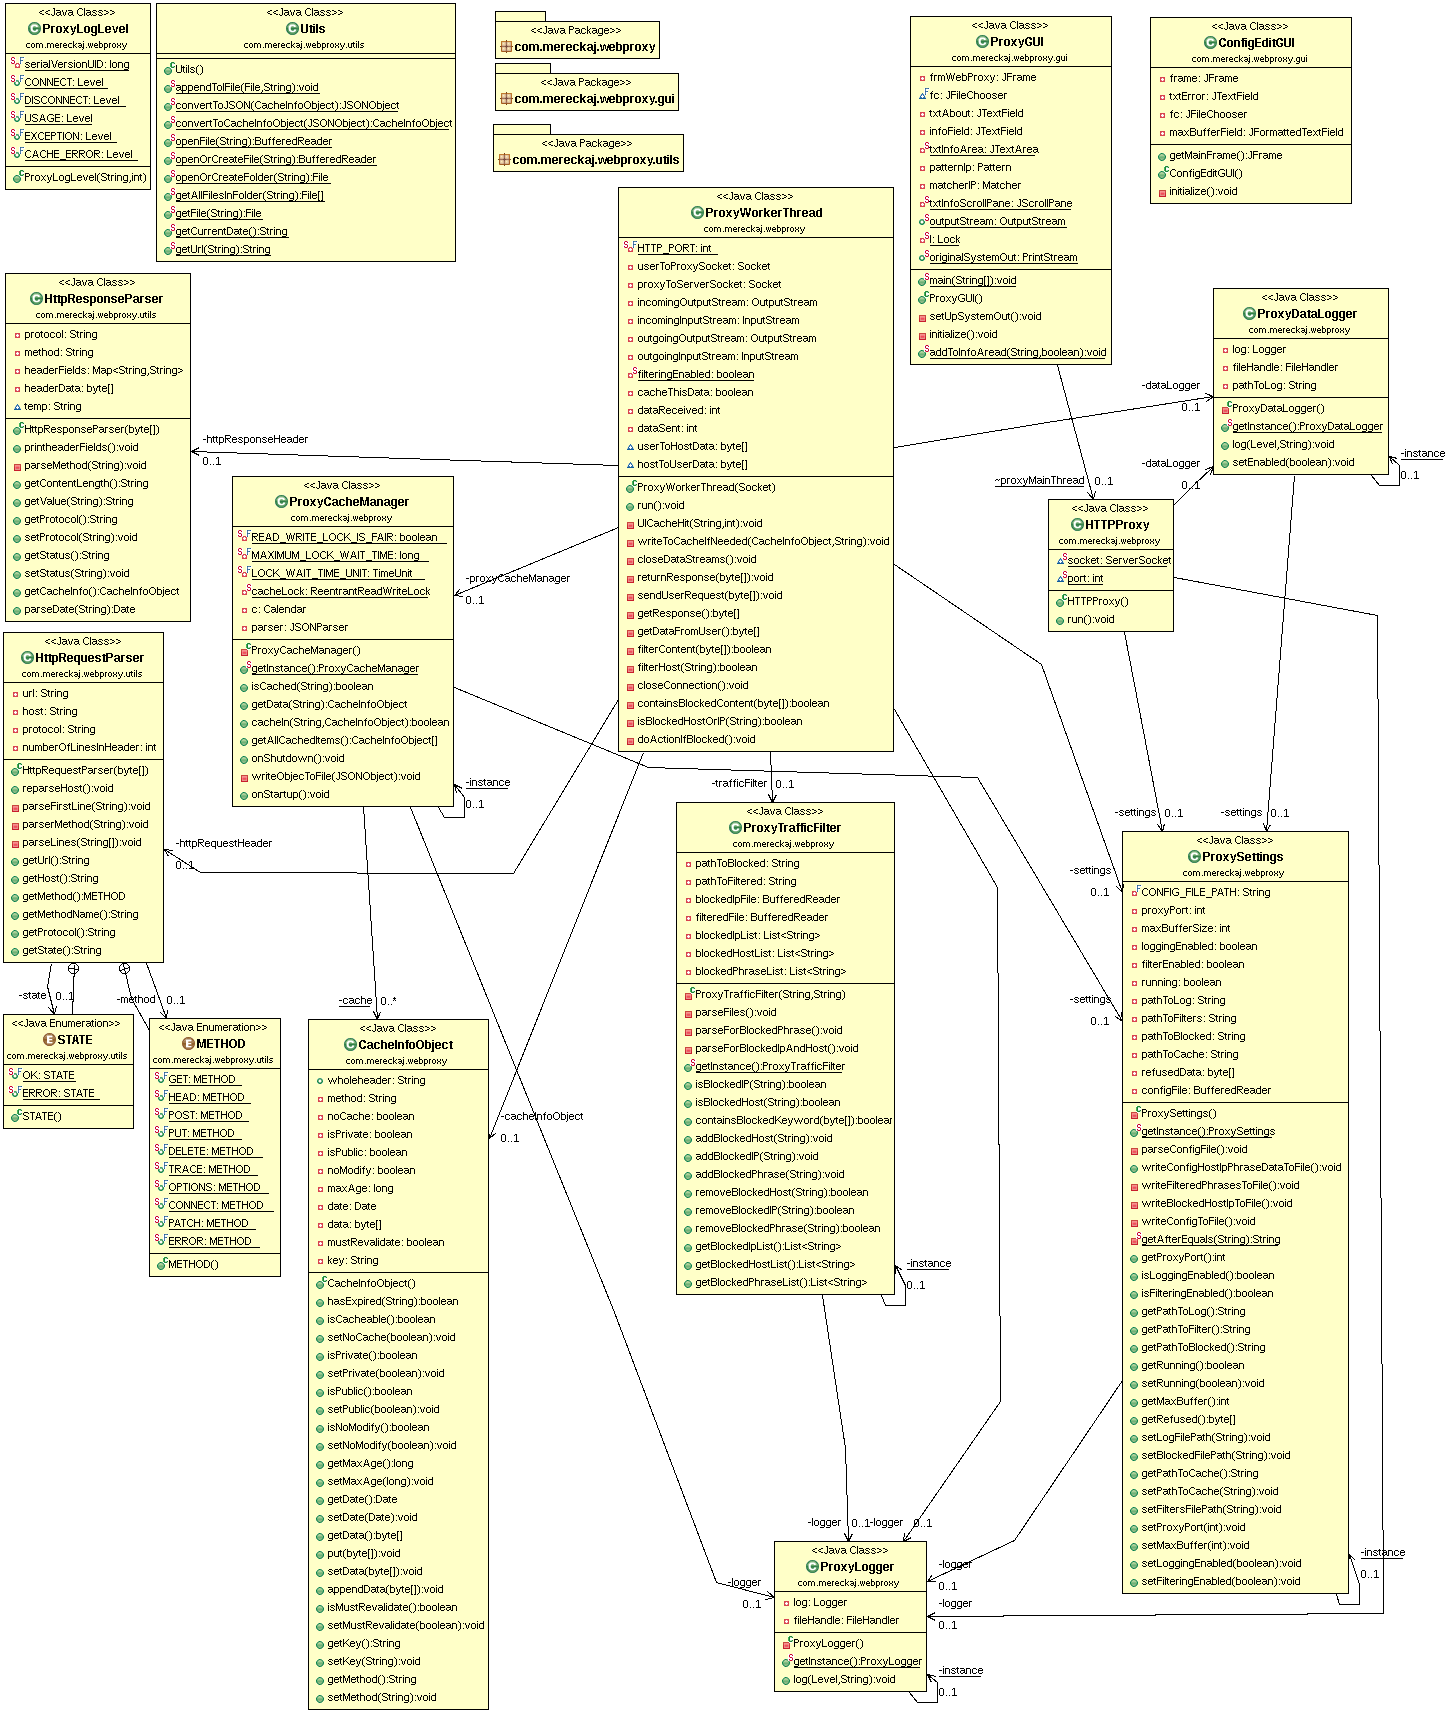 <<Java Class>>
ProxyLogLevel
com.mereckaj.webproxy.utils
serialVersionUID: long
CONNECT: Level
DISCONNECT: Level
USAGE: Level
EXCEPTION: Level
CACHE_ERROR: Level
ProxyLogLevel(String,int)
<<Java Class>>
Utils
com.mereckaj.webproxy.utils
Utils()
appendTolFile(File,String):void
convertToJSON(CacheInfoObject):JSONObject
convertToCacheInfoObject(JSONObject):CacheInfoObject
openFile(String):BufferedReader
openOrCreateFile(String):BufferedReader
openOrCreateFolder(String):File
getAllFilesInFolder(String):File[]
getFile(String):File
getCurrentDate():String
getUrl(String):String
<<Java Package>>
com.mereckaj.webproxy
<<Java Package>>
com.mereckaj.webproxy.gui
<<Java Package>>
com.mereckaj.webproxy.utils
<<Java Class>>
ProxyGUI
com.mereckaj.webproxy.gui
frmWebProxy: JFrame
fc: JFileChooser
txtAbout: JTextField
infoField: JTextField
txtInfoArea: JTextArea
patternIp: Pattern
matcherIP: Matcher
txtInfoScrollPane: JScrollPane
outputStream: OutputStream
l: Lock
originalSystemOut: PrintStream
main(String[]):void
ProxyGUI()
setUpSystemOut():void
initialize():void
addToInfoAread(String,boolean):void
<<Java Class>>
ConfigEditGUI
com.mereckaj.webproxy.gui
frame: JFrame
txtError: JTextField
fc: JFileChooser
maxBufferField: JFormattedTextField
getMainFrame():JFrame
ConfigEditGUI()
initialize():void
<<Java Class>>
ProxyWorkerThread
com.mereckaj.webproxy
HTTP_PORT: int
userToProxySocket: Socket
proxyToServerSocket: Socket
incomingOutputStream: OutputStream
incomingInputStream: InputStream
outgoingOutputStream: OutputStream
outgoingInputStream: InputStream
filteringEnabled: boolean
cacheThisData: boolean
dataReceived: int
dataSent: int
userToHostData: byte[]
hostToUserData: byte[]
ProxyWorkerThread(Socket)
run():void
UICacheHit(String,int):void
writeToCacheIfNeeded(CacheInfoObject,String):void
closeDataStreams():void
returnResponse(byte[]):void
sendUserRequest(byte[]):void
getResponse():byte[]
getDataFromUser():byte[]
filterContent(byte[]):boolean
filterHost(String):boolean
closeConnection():void
containsBlockedContent(byte[]):boolean
isBlockedHostOrIP(String):boolean
doActionIfBlocked():void
<<Java Class>>
HttpResponseParser
com.mereckaj.webproxy.utils
protocol: String
method: String
headerFields: Map<String,String>
headerData: byte[]
temp: String
HttpResponseParser(byte[])
printheaderFields():void
parseMethod(String):void
getContentLength():String
getValue(String):String
getProtocol():String
setProtocol(String):void
getStatus():String
setStatus(String):void
getCacheInfo():CacheInfoObject
parseDate(String):Date
-httpResponseHeader
0..1
<<Java Class>>
ProxyDataLogger
com.mereckaj.webproxy
log: Logger
fileHandle: FileHandler
pathToLog: String
ProxyDataLogger()
getInstance():ProxyDataLogger
log(Level,String):void
setEnabled(boolean):void
-dataLogger
0..1
-instance
0..1
-dataLogger
0..1
~proxyMainThread
0..1
<<Java Class>>
HTTPProxy
com.mereckaj.webproxy
socket: ServerSocket
port: int
HTTPProxy()
run():void
<<Java Class>>
ProxyCacheManager
com.mereckaj.webproxy
READ_WRITE_LOCK_IS_FAIR: boolean
MAXIMUM_LOCK_WAIT_TIME: long
LOCK_WAIT_TIME_UNIT: TimeUnit
cacheLock: ReentrantReadWriteLock
c: Calendar
parser: JSONParser
ProxyCacheManager()
getInstance():ProxyCacheManager
isCached(String):boolean
getData(String):CacheInfoObject
cacheIn(String,CacheInfoObject):boolean
getAllCachedItems():CacheInfoObject[]
onShutdown():void
writeObjecToFile(JSONObject):void
onStartup():void
-proxyCacheManager
0..1
-instance
0..1
<<Java Class>>
HttpRequestParser
com.mereckaj.webproxy.utils
url: String
host: String
protocol: String
numberOfLinesInHeader: int
HttpRequestParser(byte[])
reparseHost():void
parseFirstLine(String):void
parserMethod(String):void
parseLines(String[]):void
getUrl():String
getHost():String
getMethod():METHOD
getMethodName():String
getProtocol():String
getState():String
-httpRequestHeader
0..1
-state
0..1
-method
0..1
<<Java Enumeration>>
STATE
com.mereckaj.webproxy.utils
OK: STATE
ERROR: STATE
STATE()
<<Java Enumeration>>
METHOD
com.mereckaj.webproxy.utils
GET: METHOD
HEAD: METHOD
POST: METHOD
PUT: METHOD
DELETE: METHOD
TRACE: METHOD
OPTIONS: METHOD
CONNECT: METHOD
PATCH: METHOD
ERROR: METHOD
METHOD()
-cache
0..*
<<Java Class>>
CacheInfoObject
com.mereckaj.webproxy
wholeheader: String
method: String
noCache: boolean
isPrivate: boolean
isPublic: boolean
noModify: boolean
maxAge: long
date: Date
data: byte[]
mustRevalidate: boolean
key: String
CacheInfoObject()
hasExpired(String):boolean
isCacheable():boolean
setNoCache(boolean):void
isPrivate():boolean
setPrivate(boolean):void
isPublic():boolean
setPublic(boolean):void
isNoModify():boolean
setNoModify(boolean):void
getMaxAge():long
setMaxAge(long):void
getDate():Date
setDate(Date):void
getData():byte[]
put(byte[]):void
setData(byte[]):void
appendData(byte[]):void
isMustRevalidate():boolean
setMustRevalidate(boolean):void
getKey():String
setKey(String):void
getMethod():String
setMethod(String):void
-cacheInfoObject
0..1
-trafficFilter
0..1
<<Java Class>>
ProxyTrafficFilter
com.mereckaj.webproxy
pathToBlocked: String
pathToFiltered: String
blockedIpFile: BufferedReader
filteredFile: BufferedReader
blockedIpList: List<String>
blockedHostList: List<String>
blockedPhraseList: List<String>
ProxyTrafficFilter(String,String)
parseFiles():void
parseForBlockedPhrase():void
parseForBlockedIpAndHost():void
getInstance():ProxyTrafficFilter
isBlockedIP(String):boolean
isBlockedHost(String):boolean
containsBlockedKeyword(byte[]):boolean
addBlockedHost(String):void
addBlockedIP(String):void
addBlockedPhrase(String):void
removeBlockedHost(String):boolean
removeBlockedIP(String):boolean
removeBlockedPhrase(String):boolean
getBlockedIpList():List<String>
getBlockedHostList():List<String>
getBlockedPhraseList():List<String>
-instance
0..1
-settings
0..1
-settings
0..1
-settings
0..1
-settings
0..1
<<Java Class>>
ProxySettings
com.mereckaj.webproxy
CONFIG_FILE_PATH: String
proxyPort: int
maxBufferSize: int
loggingEnabled: boolean
filterEnabled: boolean
running: boolean
pathToLog: String
pathToFilters: String
pathToBlocked: String
pathToCache: String
refusedData: byte[]
configFile: BufferedReader
ProxySettings()
getInstance():ProxySettings
parseConfigFile():void
writeConfigHostIpPhraseDataToFile():void
writeFilteredPhrasesToFile():void
writeBlockedHostIpToFile():void
writeConfigToFile():void
getAfterEquals(String):String
getProxyPort():int
isLoggingEnabled():boolean
isFilteringEnabled():boolean
getPathToLog():String
getPathToFilter():String
getPathToBlocked():String
getRunning():boolean
setRunning(boolean):void
getMaxBuffer():int
getRefused():byte[]
setLogFilePath(String):void
setBlockedFilePath(String):void
getPathToCache():String
setPathToCache(String):void
setFiltersFilePath(String):void
setProxyPort(int):void
setMaxBuffer(int):void
setLoggingEnabled(boolean):void
setFilteringEnabled(boolean):void
-instance
0..1
-logger
0..1
-logger
0..1
-logger
0..1
-logger
0..1
-logger
0..1
<<Java Class>>
ProxyLogger
com.mereckaj.webproxy
log: Logger
fileHandle: FileHandler
ProxyLogger()
getInstance():ProxyLogger
log(Level,String):void
-instance
0..1